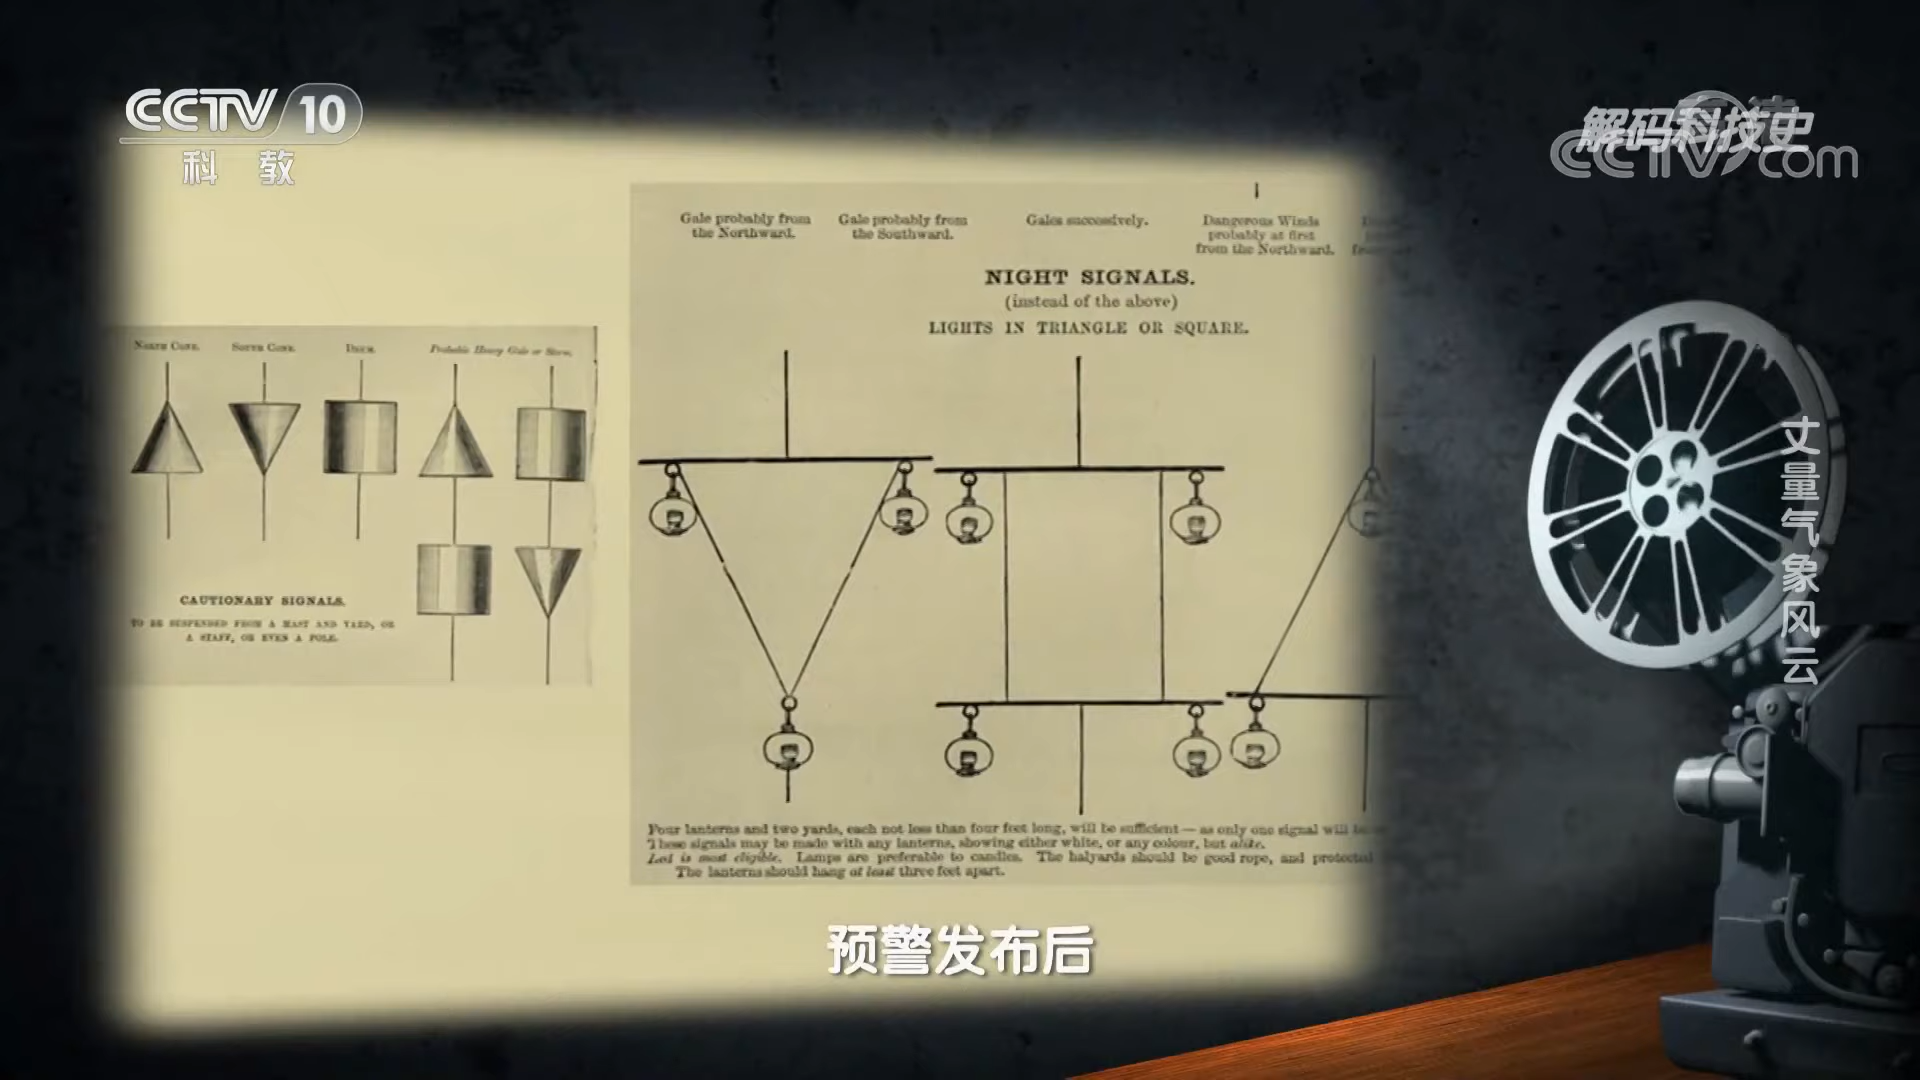 CCTV 10
科 教
解码科技史
CCTV.com
丈量气象风云
NORTH CONE.
SOUTH CONE.
DRUM.
Probable Heavy Gale or Storm.
CAUTIONARY SIGNALS.
TO BE SUSPENDED FROM A MAST AND YARD, OR
A STAFF, OR EVEN A POLE.
Gale probably from
the Northward.
Gale probably from
the Southward.
Gales successively.
Dangerous Winds
probably at first
from the Northward.
NIGHT SIGNALS.
(instead of the above)
LIGHTS IN TRIANGLE OR SQUARE.
Four lanterns and two yards, each not less than four feet long, will be sufficient — as only one signal will be
These signals may be made with any lanterns, showing either white, or any colour, but alike.
Led is most eligible. Lamps are preferable to candles. The halyards should be good rope, and protected
The lanterns should hang at least three feet apart.
预警发布后